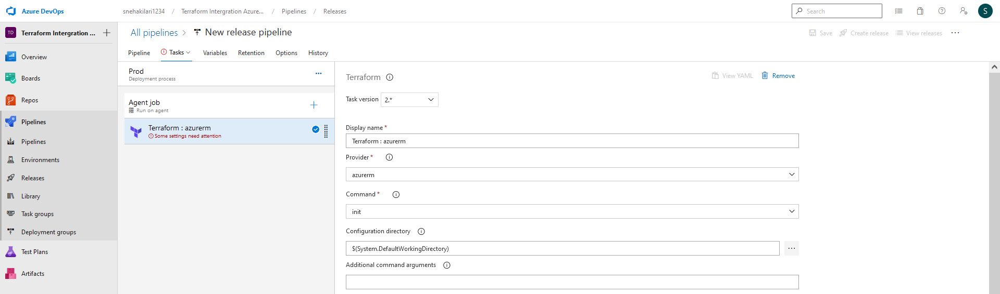 Azure DevOps
snehakilari1234 / Terraform Intergration Azure... / Pipelines / Releases
Search
S
TD Terraform Intergration ...
All pipelines > New release pipeline
Save Create release View releases ...
Pipeline Tasks Variables Retention Options History
Overview
Boards
Repos
Pipelines
Pipelines
Environments
Releases
Library
Task groups
Deployment groups
Test Plans
Artifacts
Prod
Deployment process
...
Agent job
Run on agent
Terraform : azurerm
Some settings need attention
Terraform
View YAML Remove
Task version 2.*
Display name *
Terraform : azurerm
Provider *
azurerm
Command *
init
Configuration directory
$(System.DefaultWorkingDirectory)
...
Additional command arguments